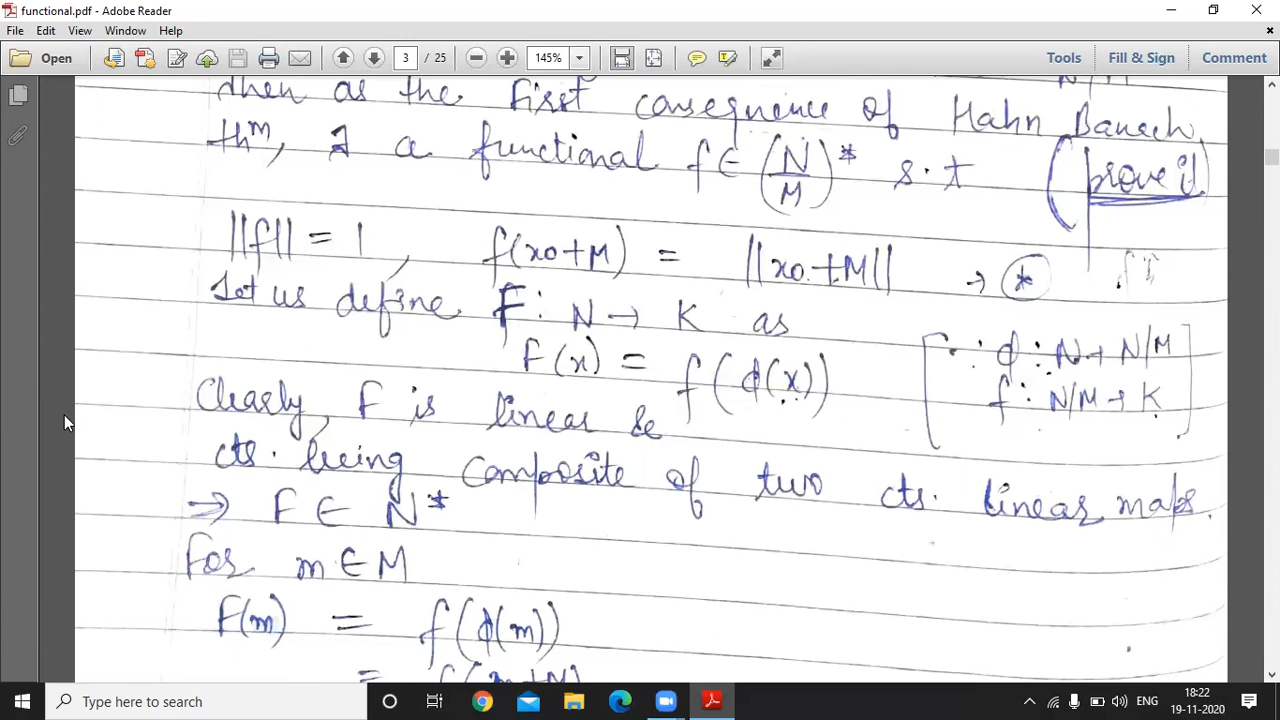 functional.pdf - Adobe Reader
File Edit View Window Help
Open 3 / 25 145% Tools Fill & Sign Comment
then as the first consequence of Hahn Banach
thᵐ, ∃ a functional f ∈ (N/M)* s.t (prove it)
||f|| = 1, f(x0+M) = ||x0+M|| → (*)
Let us define F: N → K as
F(x) = f(ϕ(x)) [∵ ϕ: N → N/M
f: N/M → K]
Clearly, F is linear &
cts. being composite of two cts. linear maps.
⇒ F ∈ N*
For m ∈ M
F(m) = f(ϕ(m))
= f(m+M)
Type here to search
ENG
18:22
19-11-2020